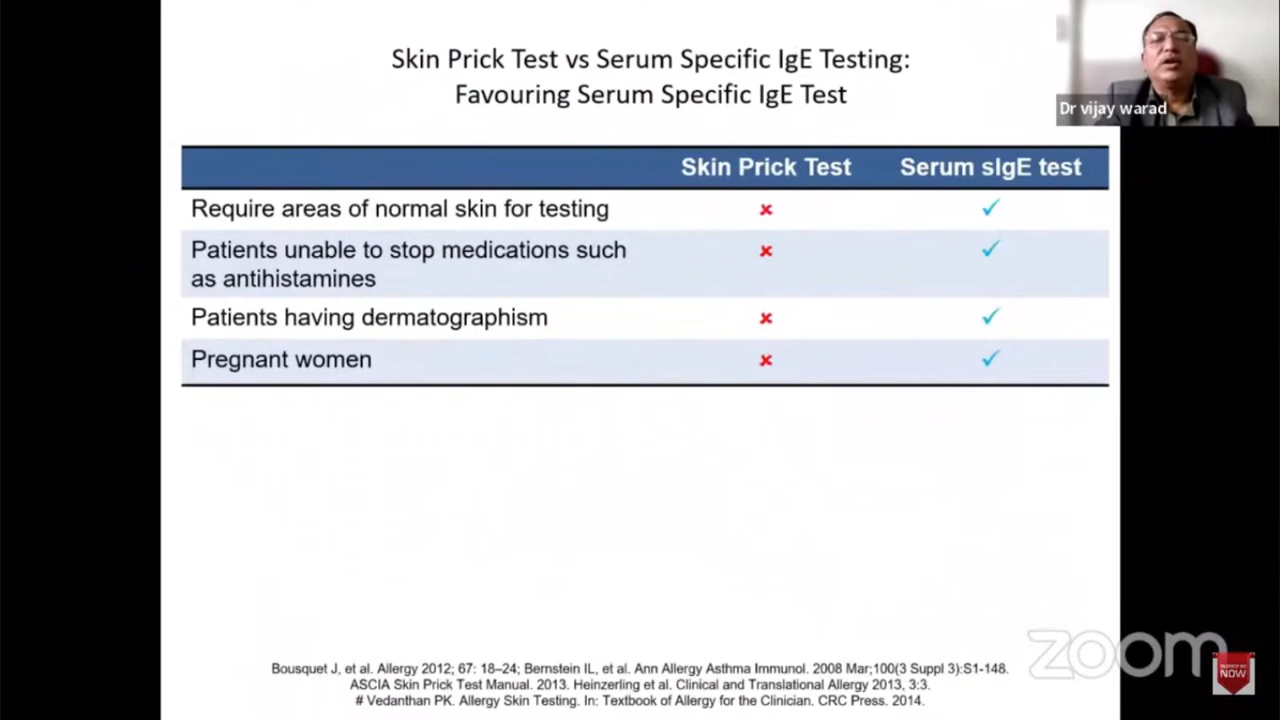 Skin Prick Test vs Serum Specific IgE Testing:
Favouring Serum Specific IgE Test
Dr vijay warad
Skin Prick Test Serum sIgE test
Require areas of normal skin for testing ✘ ✓
Patients unable to stop medications such
as antihistamines ✘ ✓
Patients having dermatographism ✘ ✓
Pregnant women ✘ ✓
Bousquet J, et al. Allergy 2012; 67: 18–24; Bernstein IL, et al. Ann Allergy Asthma Immunol. 2008 Mar;100(3 Suppl 3):S1-148.
ASCIA Skin Prick Test Manual. 2013. Heinzerling et al. Clinical and Translational Allergy 2013, 3:3.
# Vedanthan PK. Allergy Skin Testing. In: Textbook of Allergy for the Clinician. CRC Press. 2014.
zoom
NOW